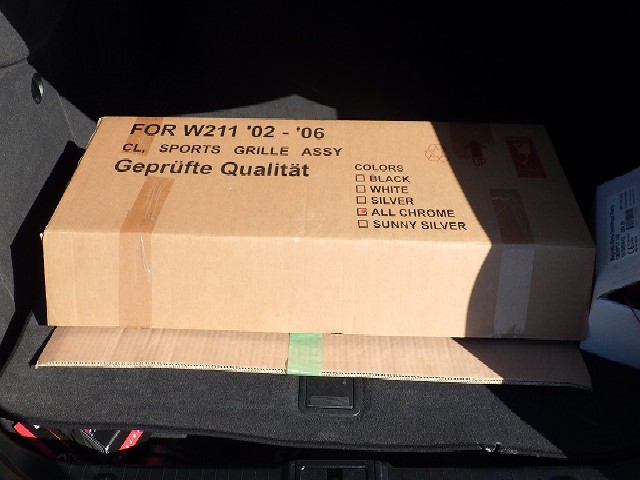 FOR W211 '02 - '06
CL, SPORTS GRILLE ASSY
Geprüfte Qualität
COLORS
BLACK
WHITE
SILVER
ALL CHROME
SUNNY SILVER